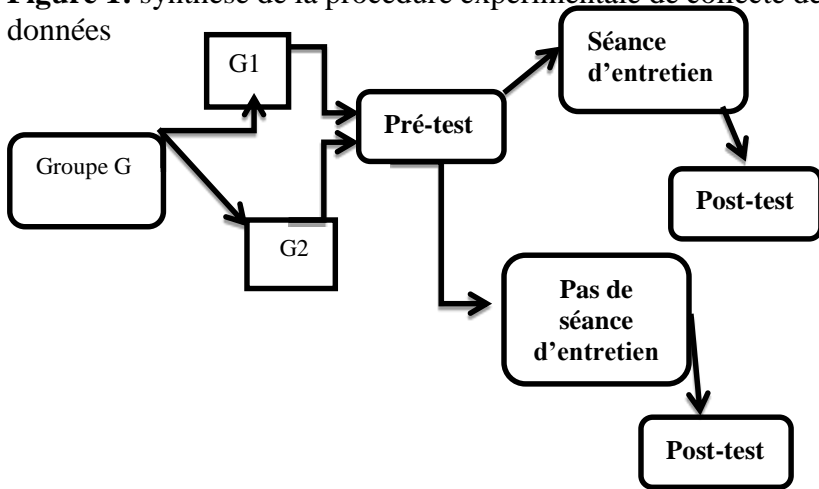 Figure 1: synthèse de la procédure expérimentale de collecte de
données
G1
Séance
d'entretien
Pré-test
Groupe G
Post-test
G2
Pas de
séance
d'entretien
Post-test